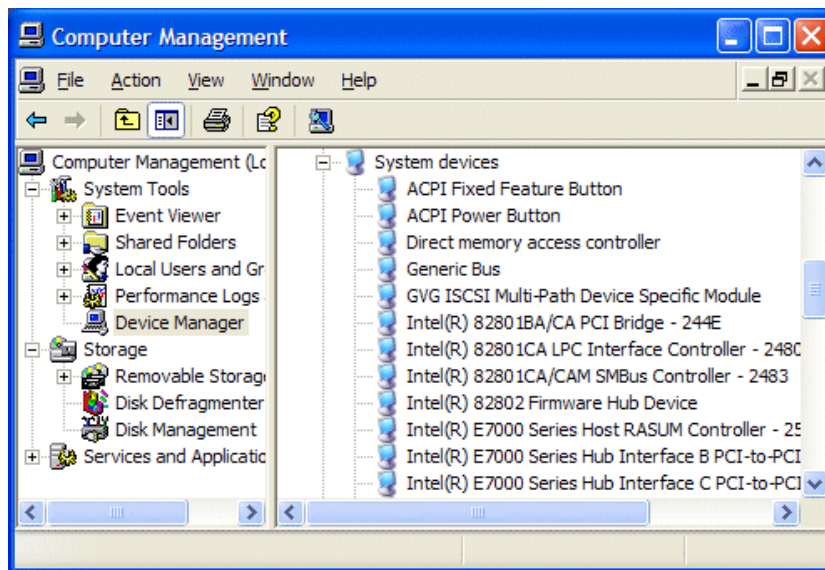 Computer Management
File Action View Window Help
Computer Management (Lo
System Tools
Event Viewer
Shared Folders
Local Users and Gr
Performance Logs
Device Manager
Storage
Removable Storag
Disk Defragmenter
Disk Management
Services and Applicatio
System devices
ACPI Fixed Feature Button
ACPI Power Button
Direct memory access controller
Generic Bus
GVG ISCSI Multi-Path Device Specific Module
Intel(R) 82801BA/CA PCI Bridge - 244E
Intel(R) 82801CA LPC Interface Controller - 2480
Intel(R) 82801CA/CAM SMBus Controller - 2483
Intel(R) 82802 Firmware Hub Device
Intel(R) E7000 Series Host RASUM Controller - 25
Intel(R) E7000 Series Hub Interface B PCI-to-PCI
Intel(R) E7000 Series Hub Interface C PCI-to-PCI